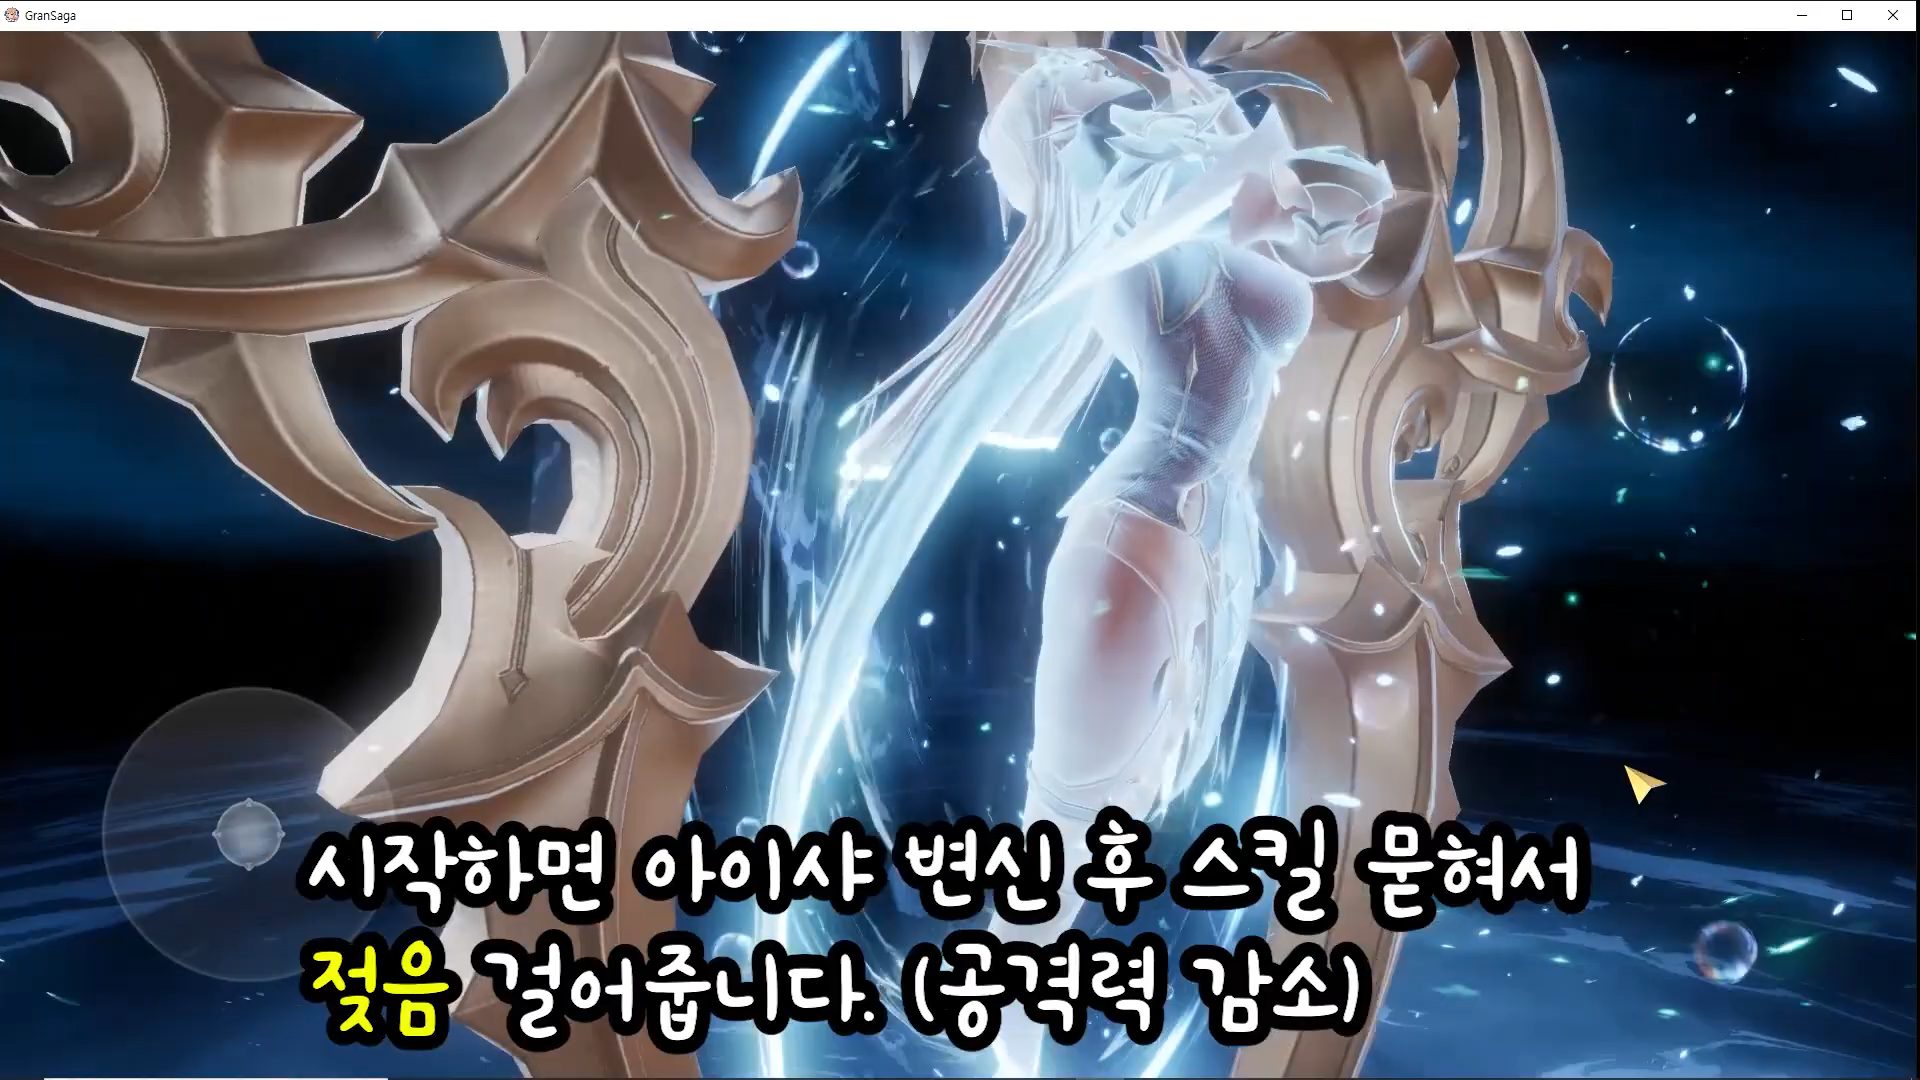 GranSaga
시작하면 아이샤 변신 후 스킬 묻혀서
젖음 걸어줍니다. (공격력 감소)